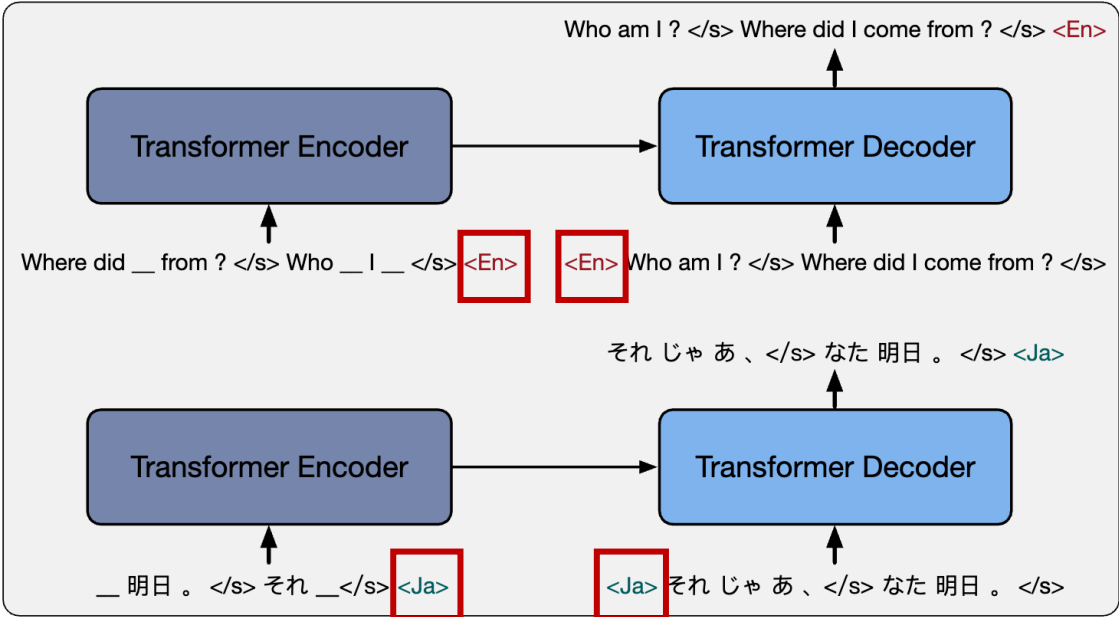 Who am I ? </s> Where did I come from ? </s> <En>
Transformer Encoder
Transformer Decoder
Where did __ from ? </s> Who __ I __ </s> <En>
<En> Who am I ? </s> Where did I come from ? </s>
それ じゃ あ 、</s> なた 明日 。 </s> <Ja>
Transformer Encoder
Transformer Decoder
__ 明日 。 </s> それ __</s> <Ja>
<Ja> それ じゃ あ 、</s> なた 明日 。 </s>